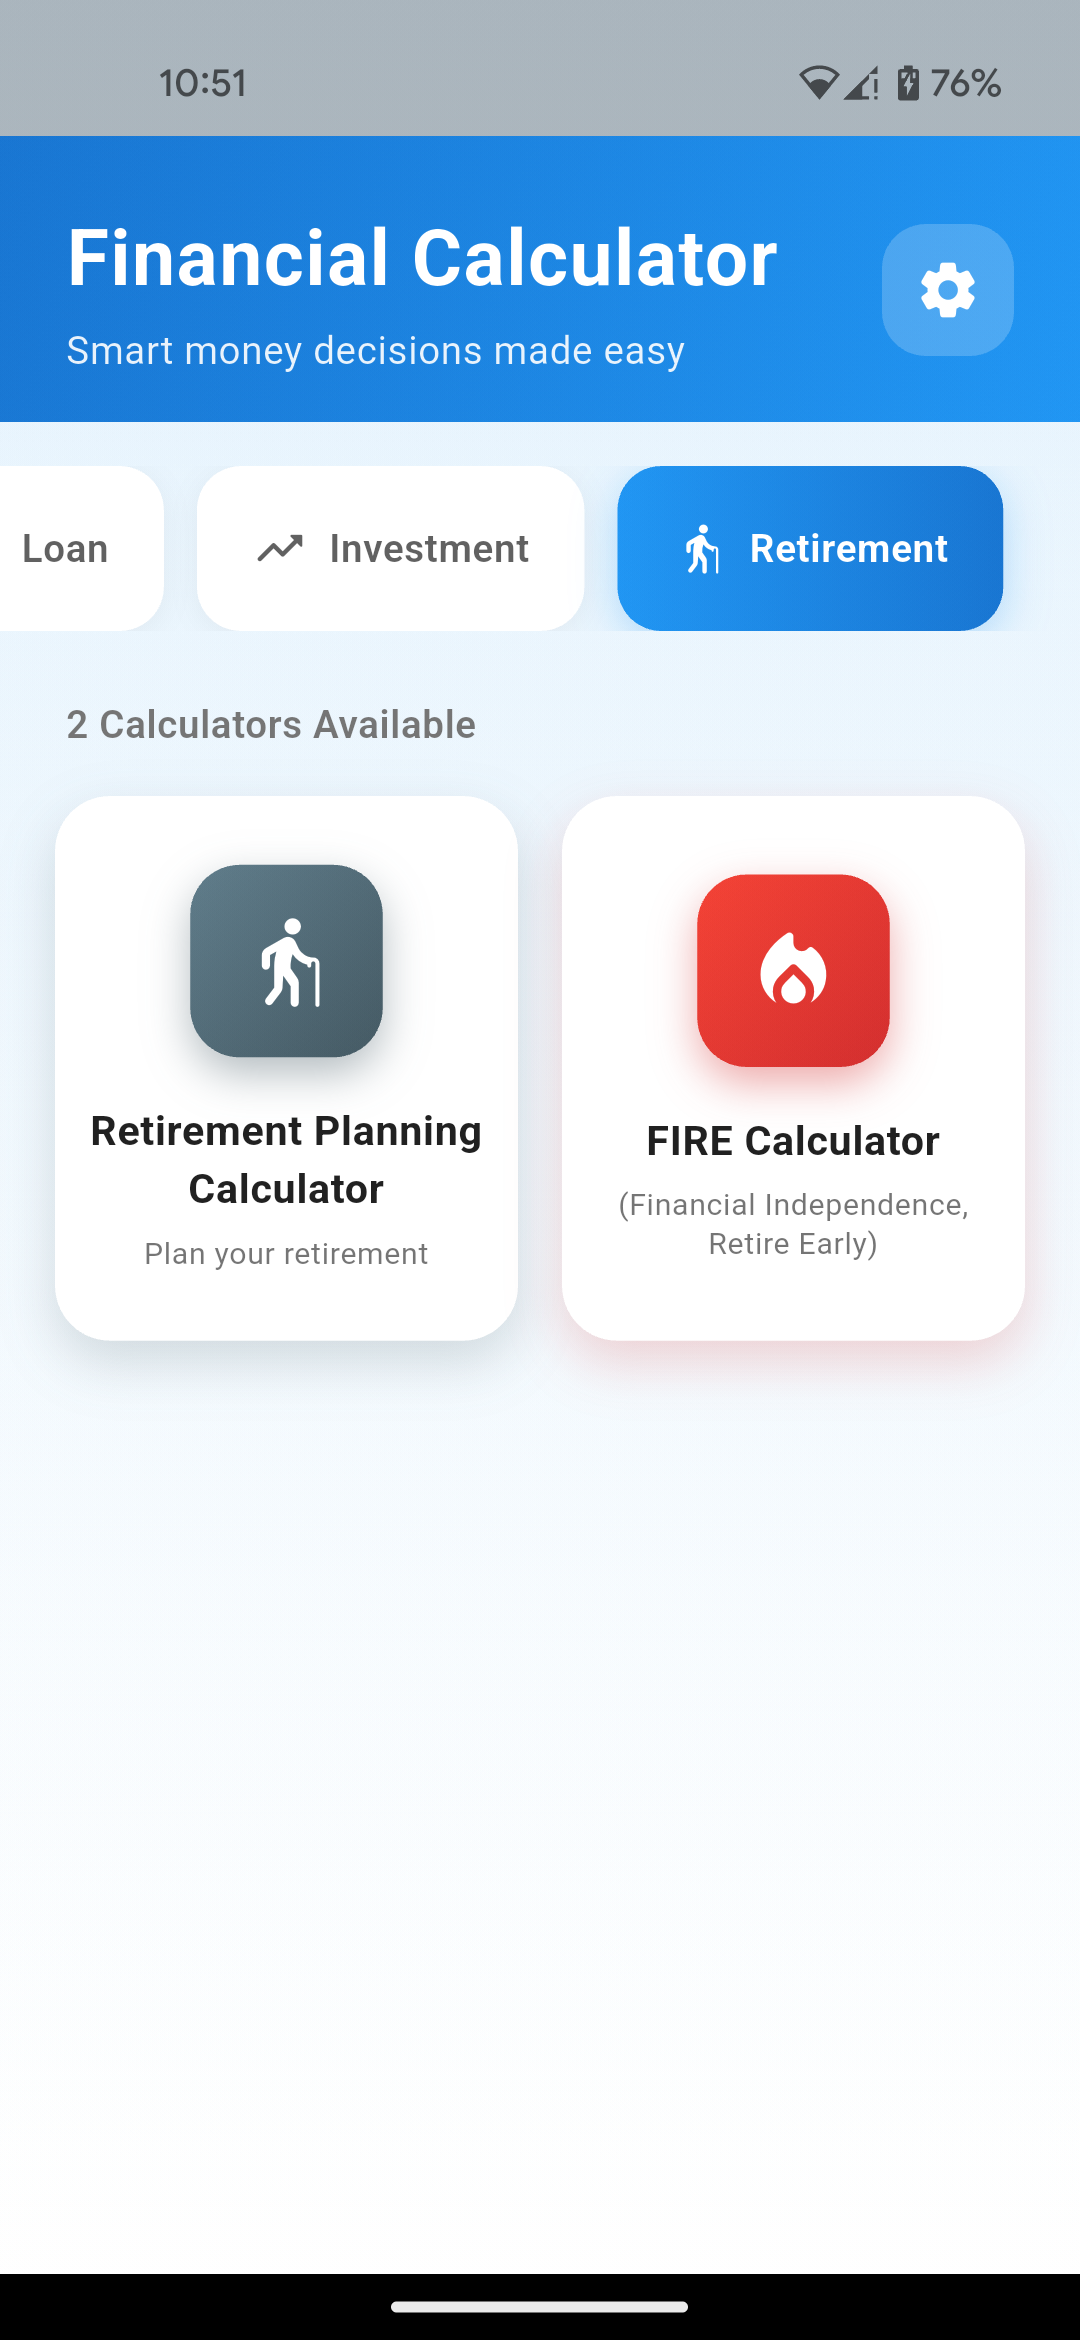 10:51
76%
Financial Calculator
Smart money decisions made easy
Loan
Investment
Retirement
2 Calculators Available
Retirement Planning
Calculator
Plan your retirement
FIRE Calculator
(Financial Independence,
Retire Early)